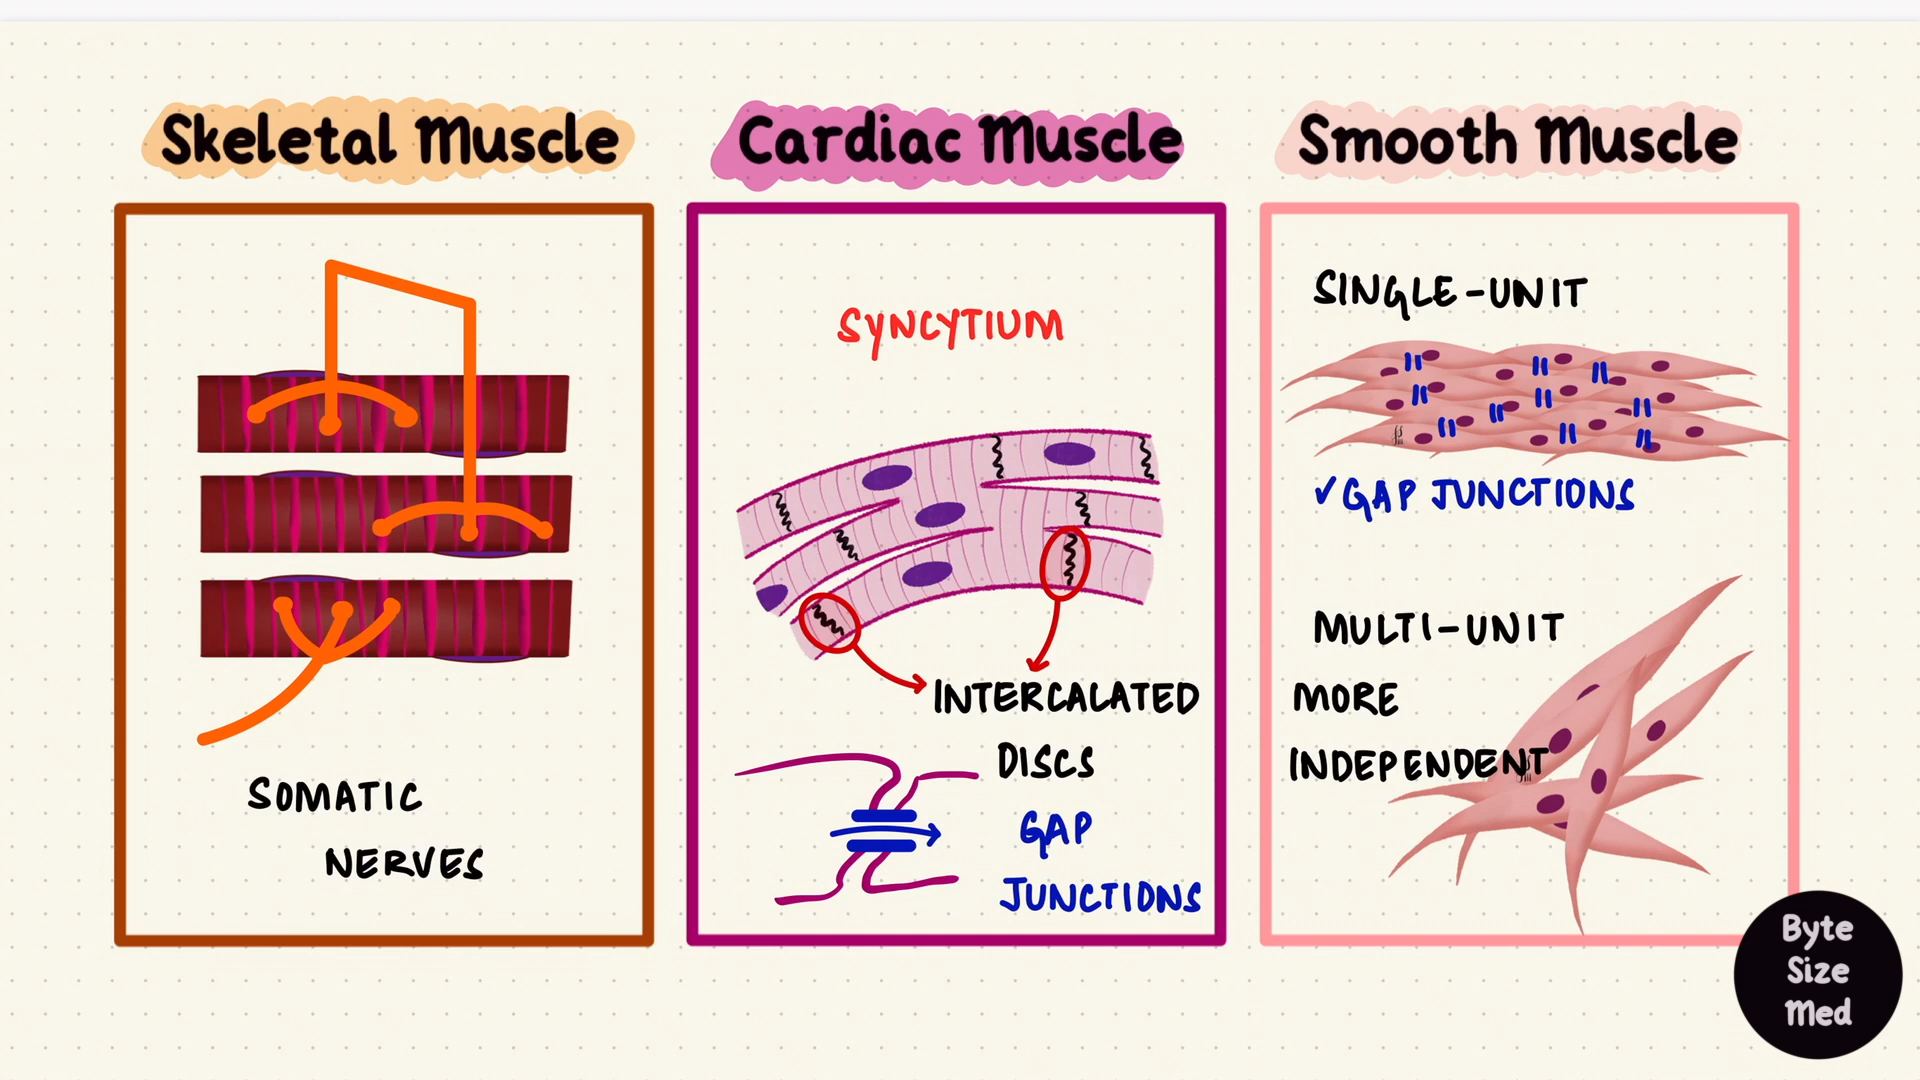 Skeletal Muscle
SOMATIC
NERVES
Cardiac Muscle
SYNCYTIUM
INTERCALATED
DISCS
GAP
JUNCTIONS
Smooth Muscle
SINGLE-UNIT
✓GAP JUNCTIONS
MULTI-UNIT
MORE
INDEPENDENT
Byte
Size
Med